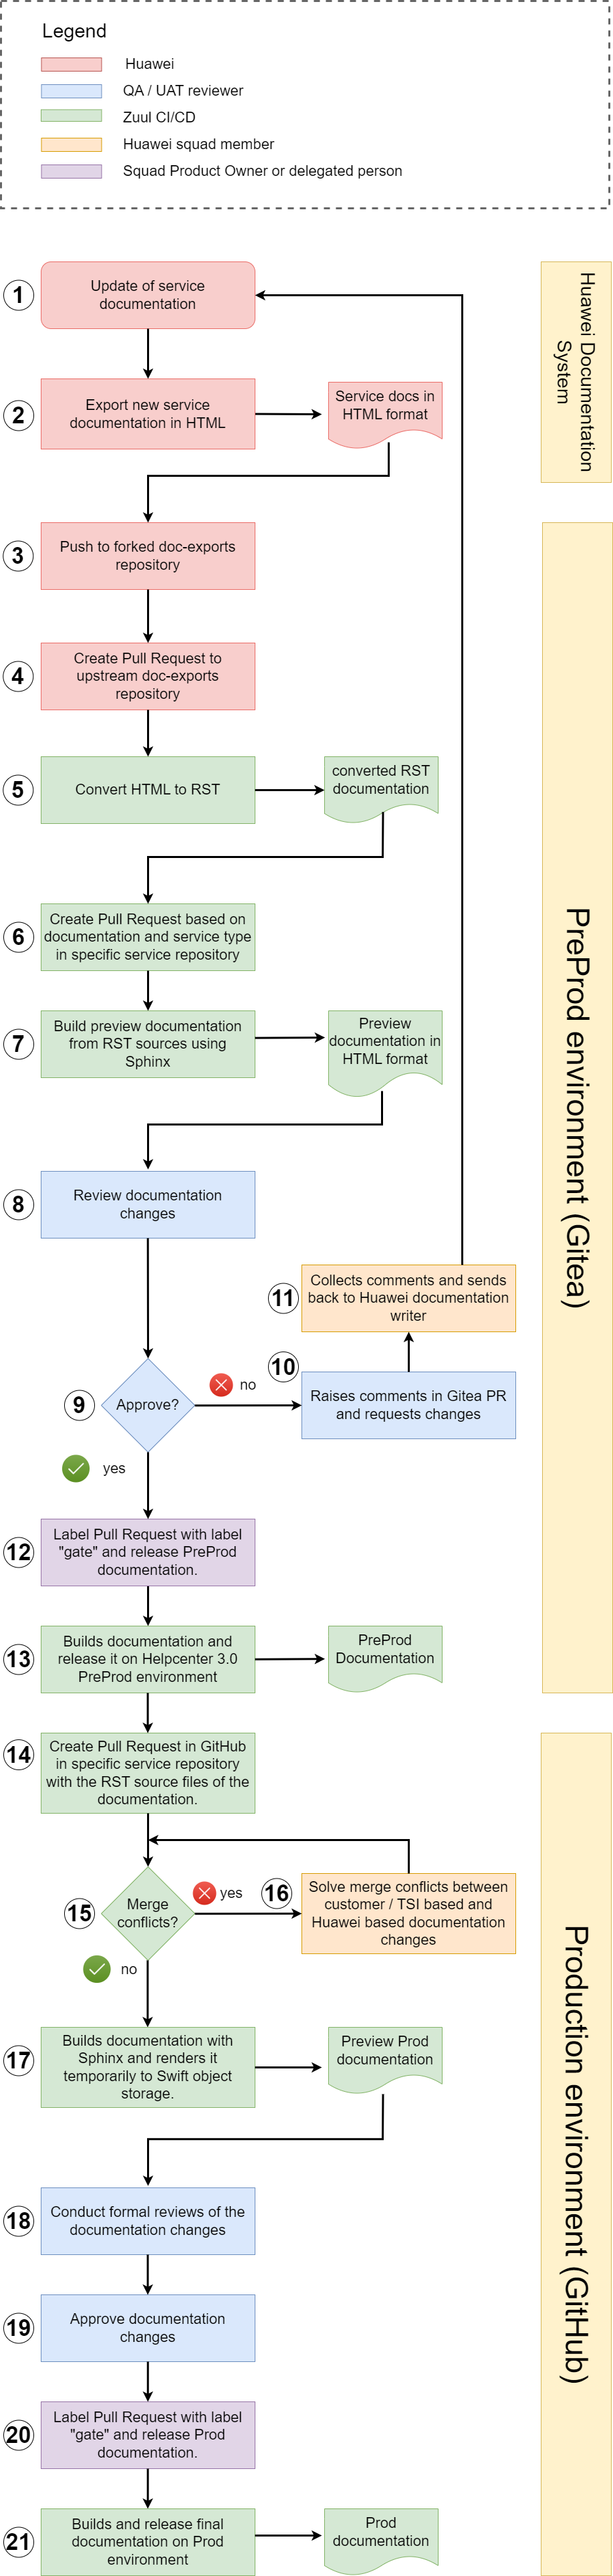 Legend
Huawei
QA / UAT reviewer
Zuul CI/CD
Huawei squad member
Squad Product Owner or delegated person
Huawei Documentation
System
1
Update of service
documentation
2
Export new service
documentation in HTML
Service docs in
HTML format
PreProd environment (Gitea)
3
Push to forked doc-exports
repository
4
Create Pull Request to
upstream doc-exports
repository
5
Convert HTML to RST
converted RST
documentation
6
Create Pull Request based on
documentation and service type
in specific service repository
7
Build preview documentation
from RST sources using
Sphinx
Preview
documentation in
HTML format
8
Review documentation
changes
11
Collects comments and sends
back to Huawei documentation
writer
9
Approve?
no
10
Raises comments in Gitea PR
and requests changes
yes
12
Label Pull Request with label
"gate" and release PreProd
documentation.
13
Builds documentation and
release it on Helpcenter 3.0
PreProd environment
PreProd
Documentation
Production environment (GitHub)
14
Create Pull Request in GitHub
in specific service repository
with the RST source files of the
documentation.
15
Merge
conflicts?
yes
16
Solve merge conflicts between
customer / TSI based and
Huawei based documentation
changes
no
17
Builds documentation with
Sphinx and renders it
temporarily to Swift object
storage.
Preview Prod
documentation
18
Conduct formal reviews of the
documentation changes
19
Approve documentation
changes
20
Label Pull Request with label
"gate" and release Prod
documentation.
21
Builds and release final
documentation on Prod
environment
Prod
documentation